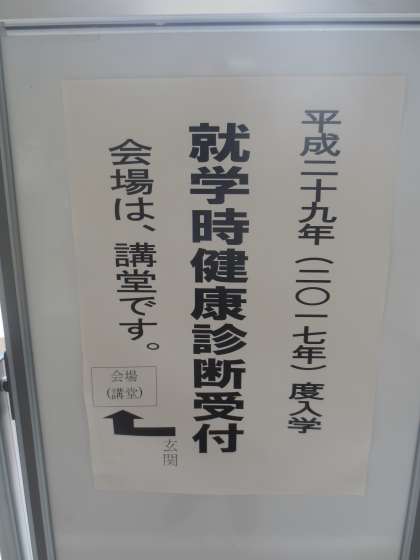 平成二十九年（二〇一七年）度入学
就学時健康診断受付
会場は、講堂です。
会場
(講堂)
玄関